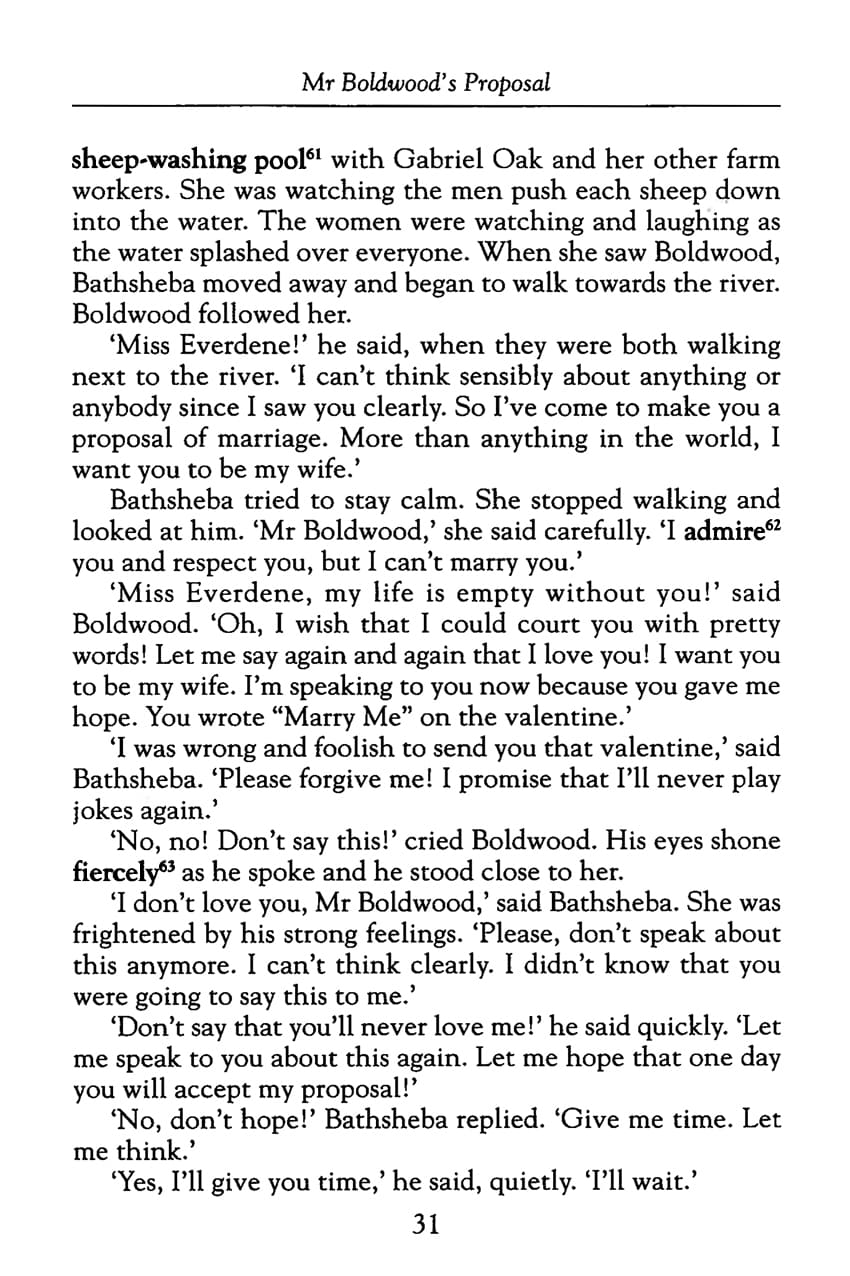 Mr Boldwood's Proposal
sheep-washing pool⁶¹ with Gabriel Oak and her other farm
workers. She was watching the men push each sheep down
into the water. The women were watching and laughing as
the water splashed over everyone. When she saw Boldwood,
Bathsheba moved away and began to walk towards the river.
Boldwood followed her.
‘Miss Everdene!’ he said, when they were both walking
next to the river. ‘I can’t think sensibly about anything or
anybody since I saw you clearly. So I’ve come to make you a
proposal of marriage. More than anything in the world, I
want you to be my wife.’
Bathsheba tried to stay calm. She stopped walking and
looked at him. ‘Mr Boldwood,’ she said carefully. ‘I admire⁶²
you and respect you, but I can’t marry you.’
‘Miss Everdene, my life is empty without you!’ said
Boldwood. ‘Oh, I wish that I could court you with pretty
words! Let me say again and again that I love you! I want you
to be my wife. I’m speaking to you now because you gave me
hope. You wrote “Marry Me” on the valentine.’
‘I was wrong and foolish to send you that valentine,’ said
Bathsheba. ‘Please forgive me! I promise that I’ll never play
jokes again.’
‘No, no! Don’t say this!’ cried Boldwood. His eyes shone
fiercely⁶³ as he spoke and he stood close to her.
‘I don’t love you, Mr Boldwood,’ said Bathsheba. She was
frightened by his strong feelings. ‘Please, don’t speak about
this anymore. I can’t think clearly. I didn’t know that you
were going to say this to me.’
‘Don’t say that you’ll never love me!’ he said quickly. ‘Let
me speak to you about this again. Let me hope that one day
you will accept my proposal!’
‘No, don’t hope!’ Bathsheba replied. ‘Give me time. Let
me think.’
‘Yes, I’ll give you time,’ he said, quietly. ‘I’ll wait.’
31